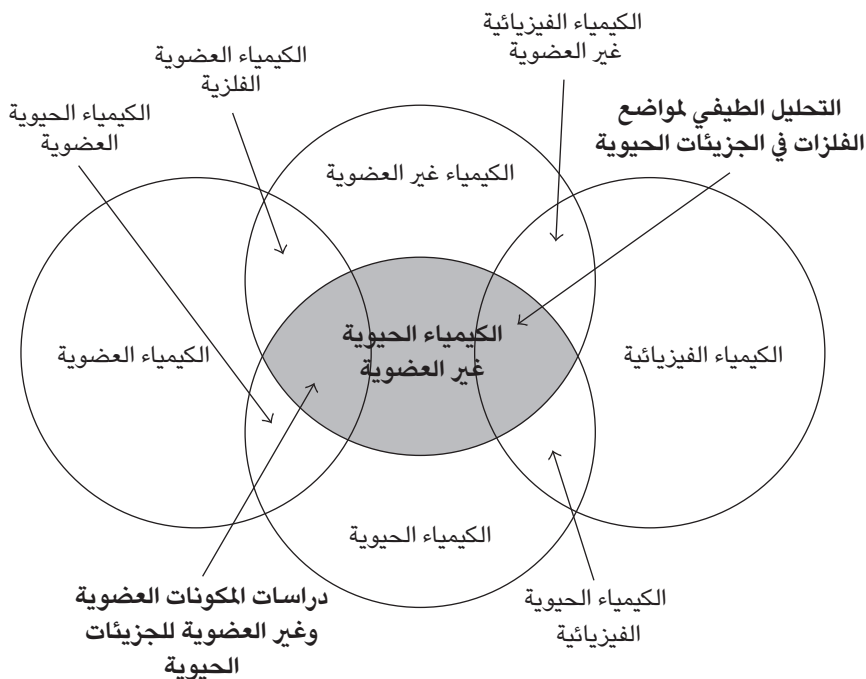 الكيمياء الفيزيائية
غير العضوية
الكيمياء العضوية
الفلزية
التحليل الطيفي لمواضع
الفلزات في الجزيئات الحيوية
الكيمياء الحيوية
العضوية
الكيمياء غير العضوية
الكيمياء الحيوية
غير العضوية
الكيمياء الفيزيائية
الكيمياء العضوية
الكيمياء الحيوية
الكيمياء الحيوية
الفيزيائية
دراسات المكونات العضوية
وغير العضوية للجزيئات
الحيوية